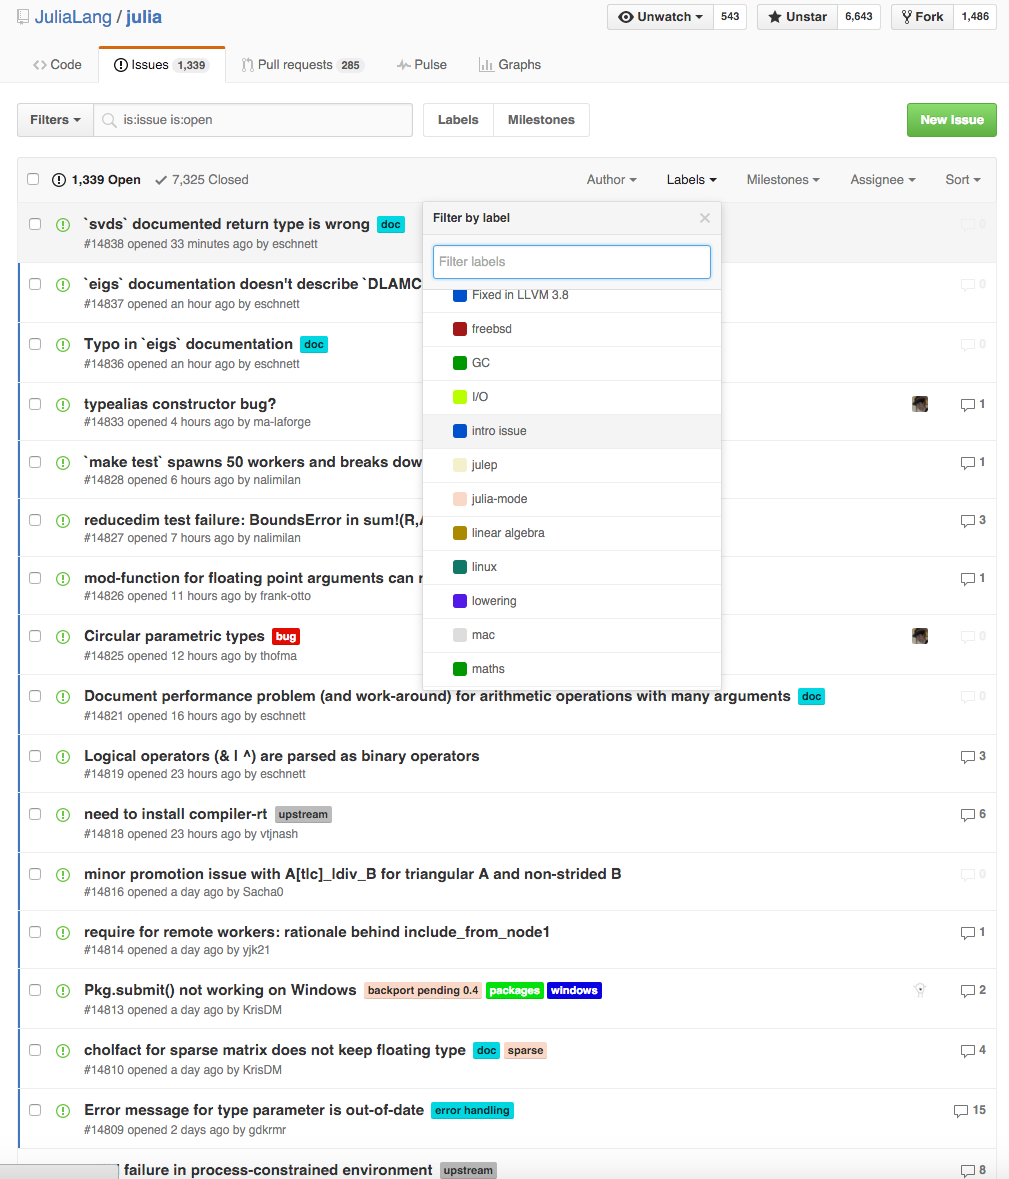 JuliaLang / julia
Unwatch 543 Unstar 6,643 Fork 1,486
Code Issues 1,339 Pull requests 285 Pulse Graphs
Filters is:issue is:open Labels Milestones New issue
1,339 Open 7,325 Closed Author Labels Milestones Assignee Sort
`svds` documented return type is wrong doc 0
#14838 opened 33 minutes ago by eschnett
`eigs` documentation doesn't describe `DLAMC 0
#14837 opened an hour ago by eschnett
Typo in `eigs` documentation doc 0
#14836 opened an hour ago by eschnett
typealias constructor bug? 1
#14833 opened 4 hours ago by ma-laforge
`make test` spawns 50 workers and breaks dow 1
#14828 opened 6 hours ago by nalimilan
reducedim test failure: BoundsError in sum!(R, 3
#14827 opened 7 hours ago by nalimilan
mod-function for floating point arguments can 1
#14826 opened 11 hours ago by frank-otto
Circular parametric types bug 0
#14825 opened 12 hours ago by thofma
Filter by label
Filter labels
Fixed in LLVM 3.8
freebsd
GC
I/O
intro issue
julep
julia-mode
linear algebra
linux
lowering
mac
maths
Document performance problem (and work-around) for arithmetic operations with many arguments doc 0
#14821 opened 16 hours ago by eschnett
Logical operators (& | ^) are parsed as binary operators 3
#14819 opened 23 hours ago by eschnett
need to install compiler-rt upstream 6
#14818 opened 23 hours ago by vtjnash
minor promotion issue with A[tlc]_ldiv_B for triangular A and non-strided B 0
#14816 opened a day ago by Sacha0
require for remote workers: rationale behind include_from_node1 1
#14814 opened a day ago by yjk21
Pkg.submit() not working on Windows backport pending 0.4 packages windows 2
#14813 opened a day ago by KrisDM
cholfact for sparse matrix does not keep floating type doc sparse 4
#14810 opened a day ago by KrisDM
Error message for type parameter is out-of-date error handling 15
#14809 opened 2 days ago by gdkrmr
failure in process-constrained environment upstream 8